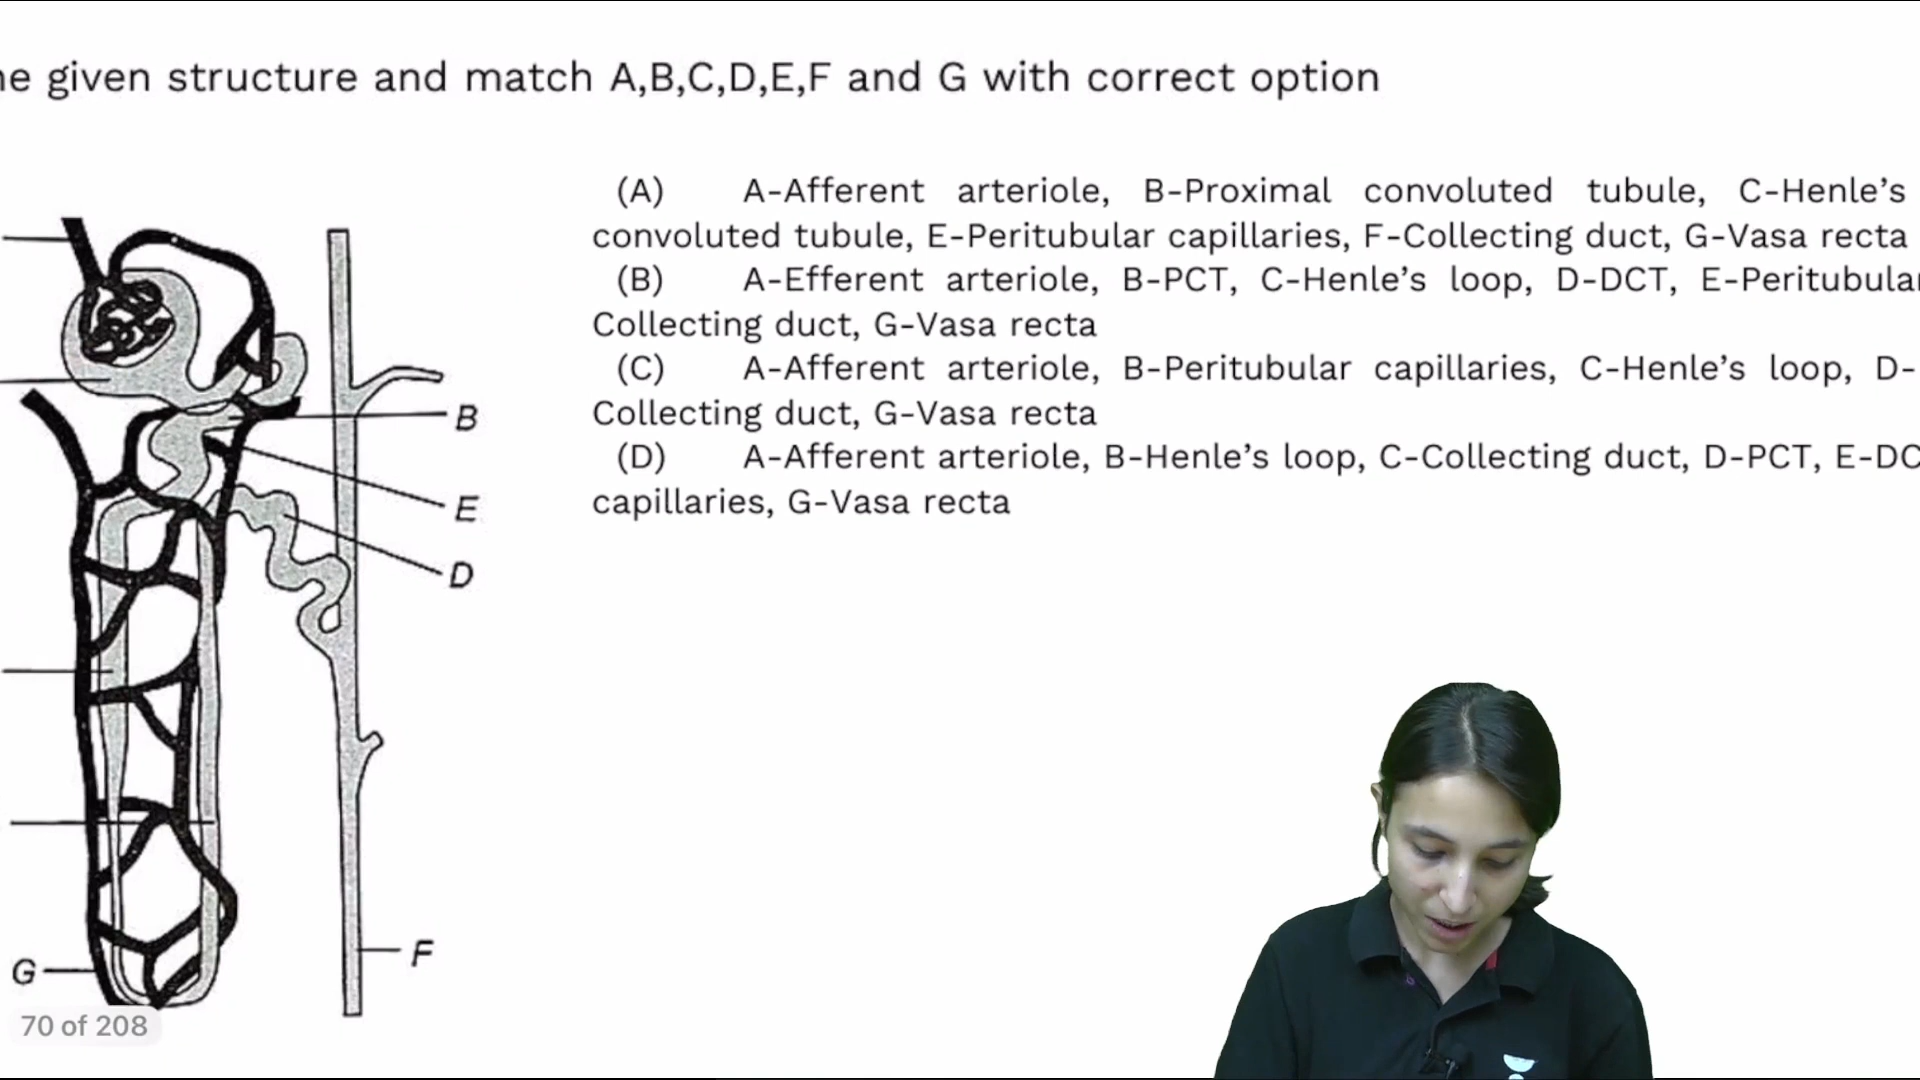 given structure and match A,B,C,D,E,F and G with correct option
(A) A-Afferent arteriole, B-Proximal convoluted tubule, C-Henle's
convoluted tubule, E-Peritubular capillaries, F-Collecting duct, G-Vasa recta
(B) A-Efferent arteriole, B-PCT, C-Henle's loop, D-DCT, E-Peritubular
Collecting duct, G-Vasa recta
(C) A-Afferent arteriole, B-Peritubular capillaries, C-Henle's loop, D-
Collecting duct, G-Vasa recta
(D) A-Afferent arteriole, B-Henle's loop, C-Collecting duct, D-PCT, E-DC
capillaries, G-Vasa recta
B
E
D
F
G
70 of 208